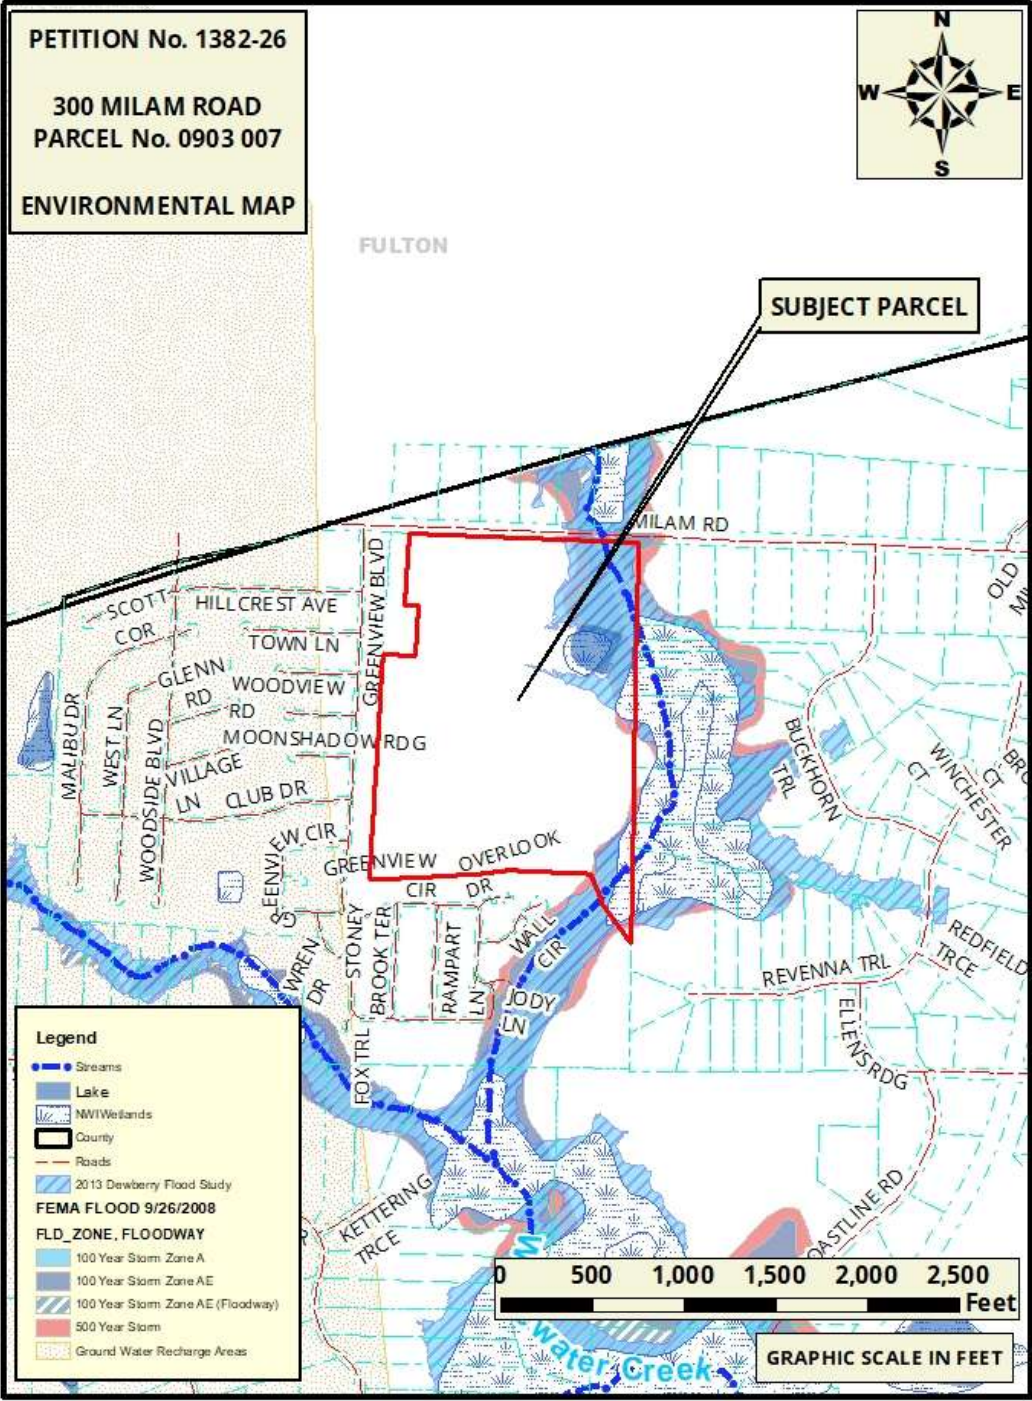 PETITION No. 1382-26
300 MILAM ROAD
PARCEL No. 0903 007
ENVIRONMENTAL MAP
N
W
E
S
FULTON
SUBJECT PARCEL
MILAM RD
OLD
SCOTT
COR
HILLCREST AVE
TOWN LN
GREENVIEW BLVD
GLENN
RD
WOODVIEW
RD
MOONSHADOW RDG
MALIBU DR
WEST LN
WOODSIDE BLVD
VILLAGE
LN
CLUB DR
BUCKHORN
TRL
WINCHESTER
CT
CT
EENVIEW CIR
GREENVIEW
CIR
OVERLOOK
DR
WREN
DR
STONEY
BROOK TER
RAMPART
LN
WALL
CIR
JODY
LN
FOX TRL
REVENNA TRL
REDFIELD
TRCE
ELLENS RDG
KETTERING
TRCE
OASTLINE RD
water Creek
Legend
Streams
Lake
NWI Wetlands
County
Roads
2013 Dewberry Flood Study
FEMA FLOOD 9/26/2008
FLD_ZONE, FLOODWAY
100 Year Storm Zone A
100 Year Storm Zone AE
100 Year Storm Zone AE (Floodway)
500 Year Storm
Ground Water Recharge Areas
0 500 1,000 1,500 2,000 2,500
Feet
GRAPHIC SCALE IN FEET